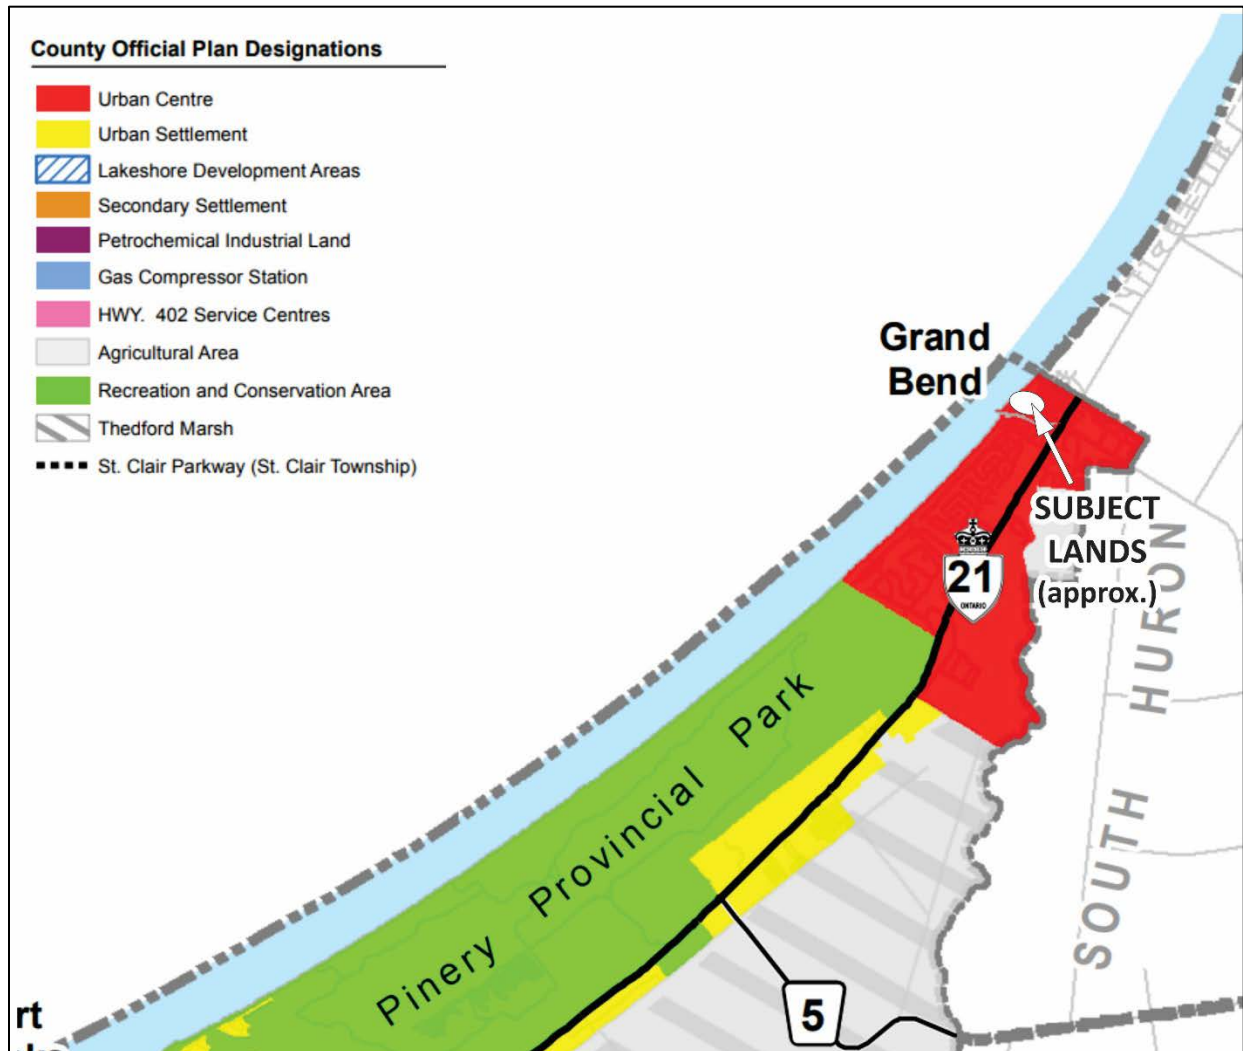 County Official Plan Designations
Urban Centre
Urban Settlement
Lakeshore Development Areas
Secondary Settlement
Petrochemical Industrial Land
Gas Compressor Station
HWY. 402 Service Centres
Agricultural Area
Recreation and Conservation Area
Thedford Marsh
St. Clair Parkway (St. Clair Township)
Grand
Bend
SUBJECT
LANDS
(approx.)
21
ONTARIO
SOUTH HURON
Pinery Provincial Park
5
rt